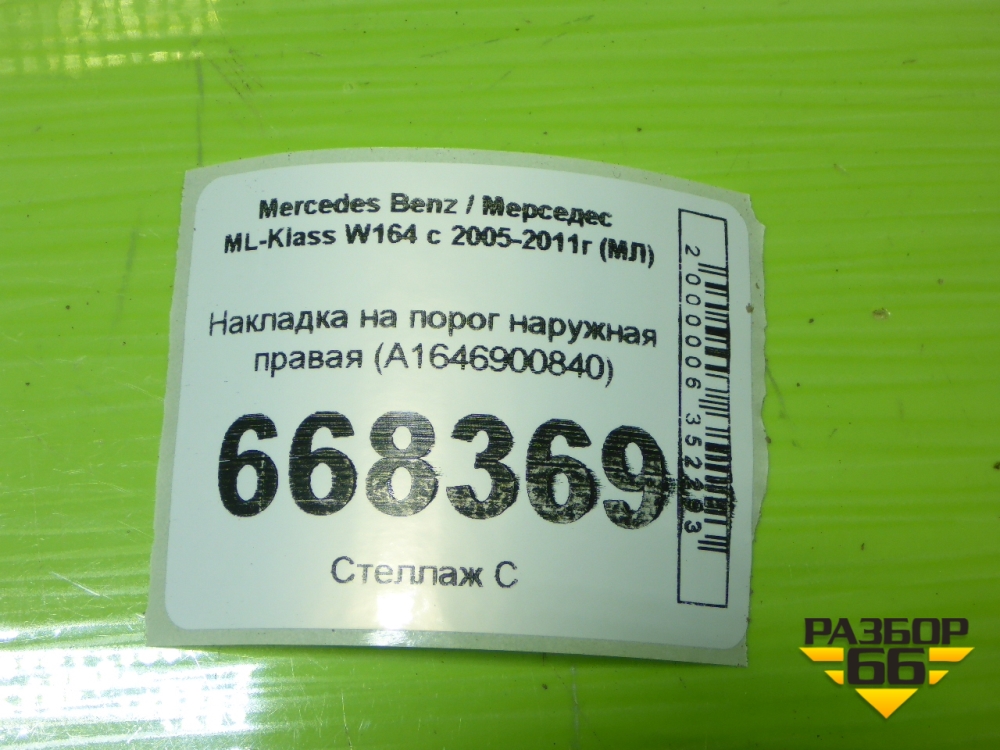 Mercedes Benz / Мерседес
ML-Klass W164 с 2005-2011г (МЛ)
Накладка на порог наружная
правая (A1646900840)
668369
Стеллаж С
2000006352293
РАЗБОР
66